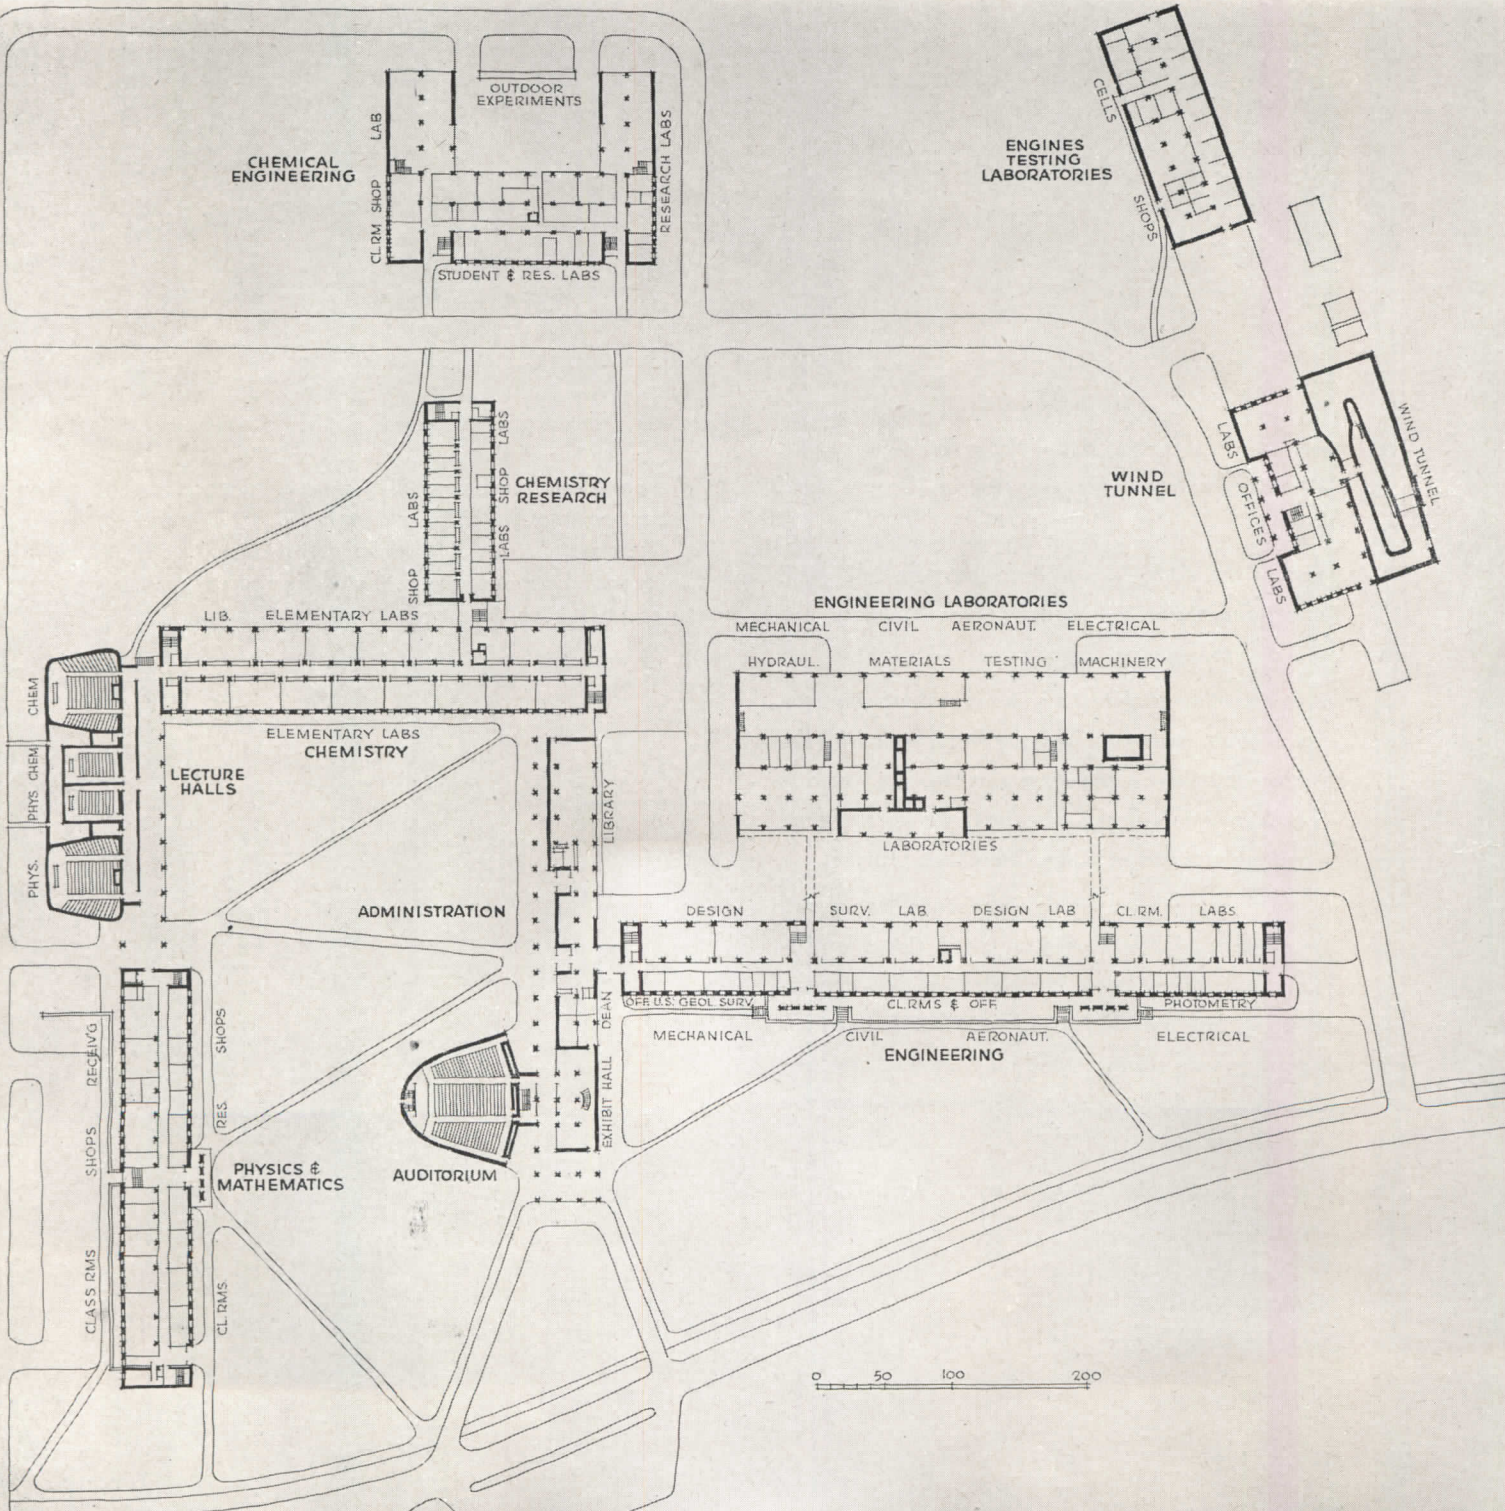 OUTDOOR
EXPERIMENTS
LAB
CHEMICAL
ENGINEERING
SHOP
CL.RM
RESEARCH LABS
STUDENT & RES. LABS
CELLS
ENGINES
TESTING
LABORATORIES
SHOPS
LABS
SHOP
LABS
CHEMISTRY
RESEARCH
LABS
SHOP
WIND
TUNNEL
LABS
OFFICES
LABS
WIND TUNNEL
LIB. ELEMENTARY LABS
ELEMENTARY LABS
CHEMISTRY
CHEM
PHYS CHEM
PHYS.
LECTURE
HALLS
LIBRARY
ENGINEERING LABORATORIES
MECHANICAL CIVIL AERONAUT. ELECTRICAL
HYDRAUL. MATERIALS TESTING MACHINERY
LABORATORIES
ADMINISTRATION
DESIGN SURV. LAB. DESIGN LAB CL. RM. LABS
OFF. U.S. GEOL. SURV. CL.RMS & OFF. PHOTOMETRY
MECHANICAL CIVIL AERONAUT. ELECTRICAL
ENGINEERING
DEAN
EXHIBIT HALL
AUDITORIUM
RECEIV'G
SHOPS
CLASS RMS
SHOPS
RES.
PHYSICS &
MATHEMATICS
CL.RMS.
0 50 100 200